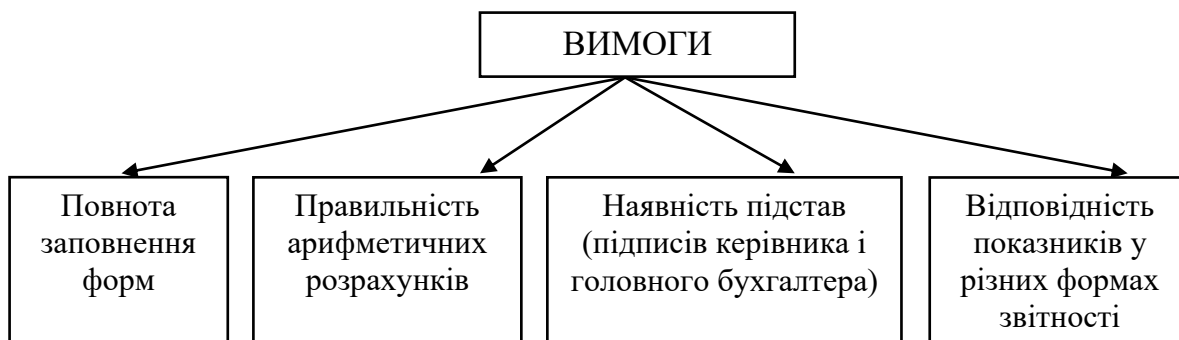 ВИМОГИ
Повнота
заповнення
форм
Правильність
арифметичних
розрахунків
Наявність підстав
(підписів керівника і
головного бухгалтера)
Відповідність
показників у
різних формах
звітності